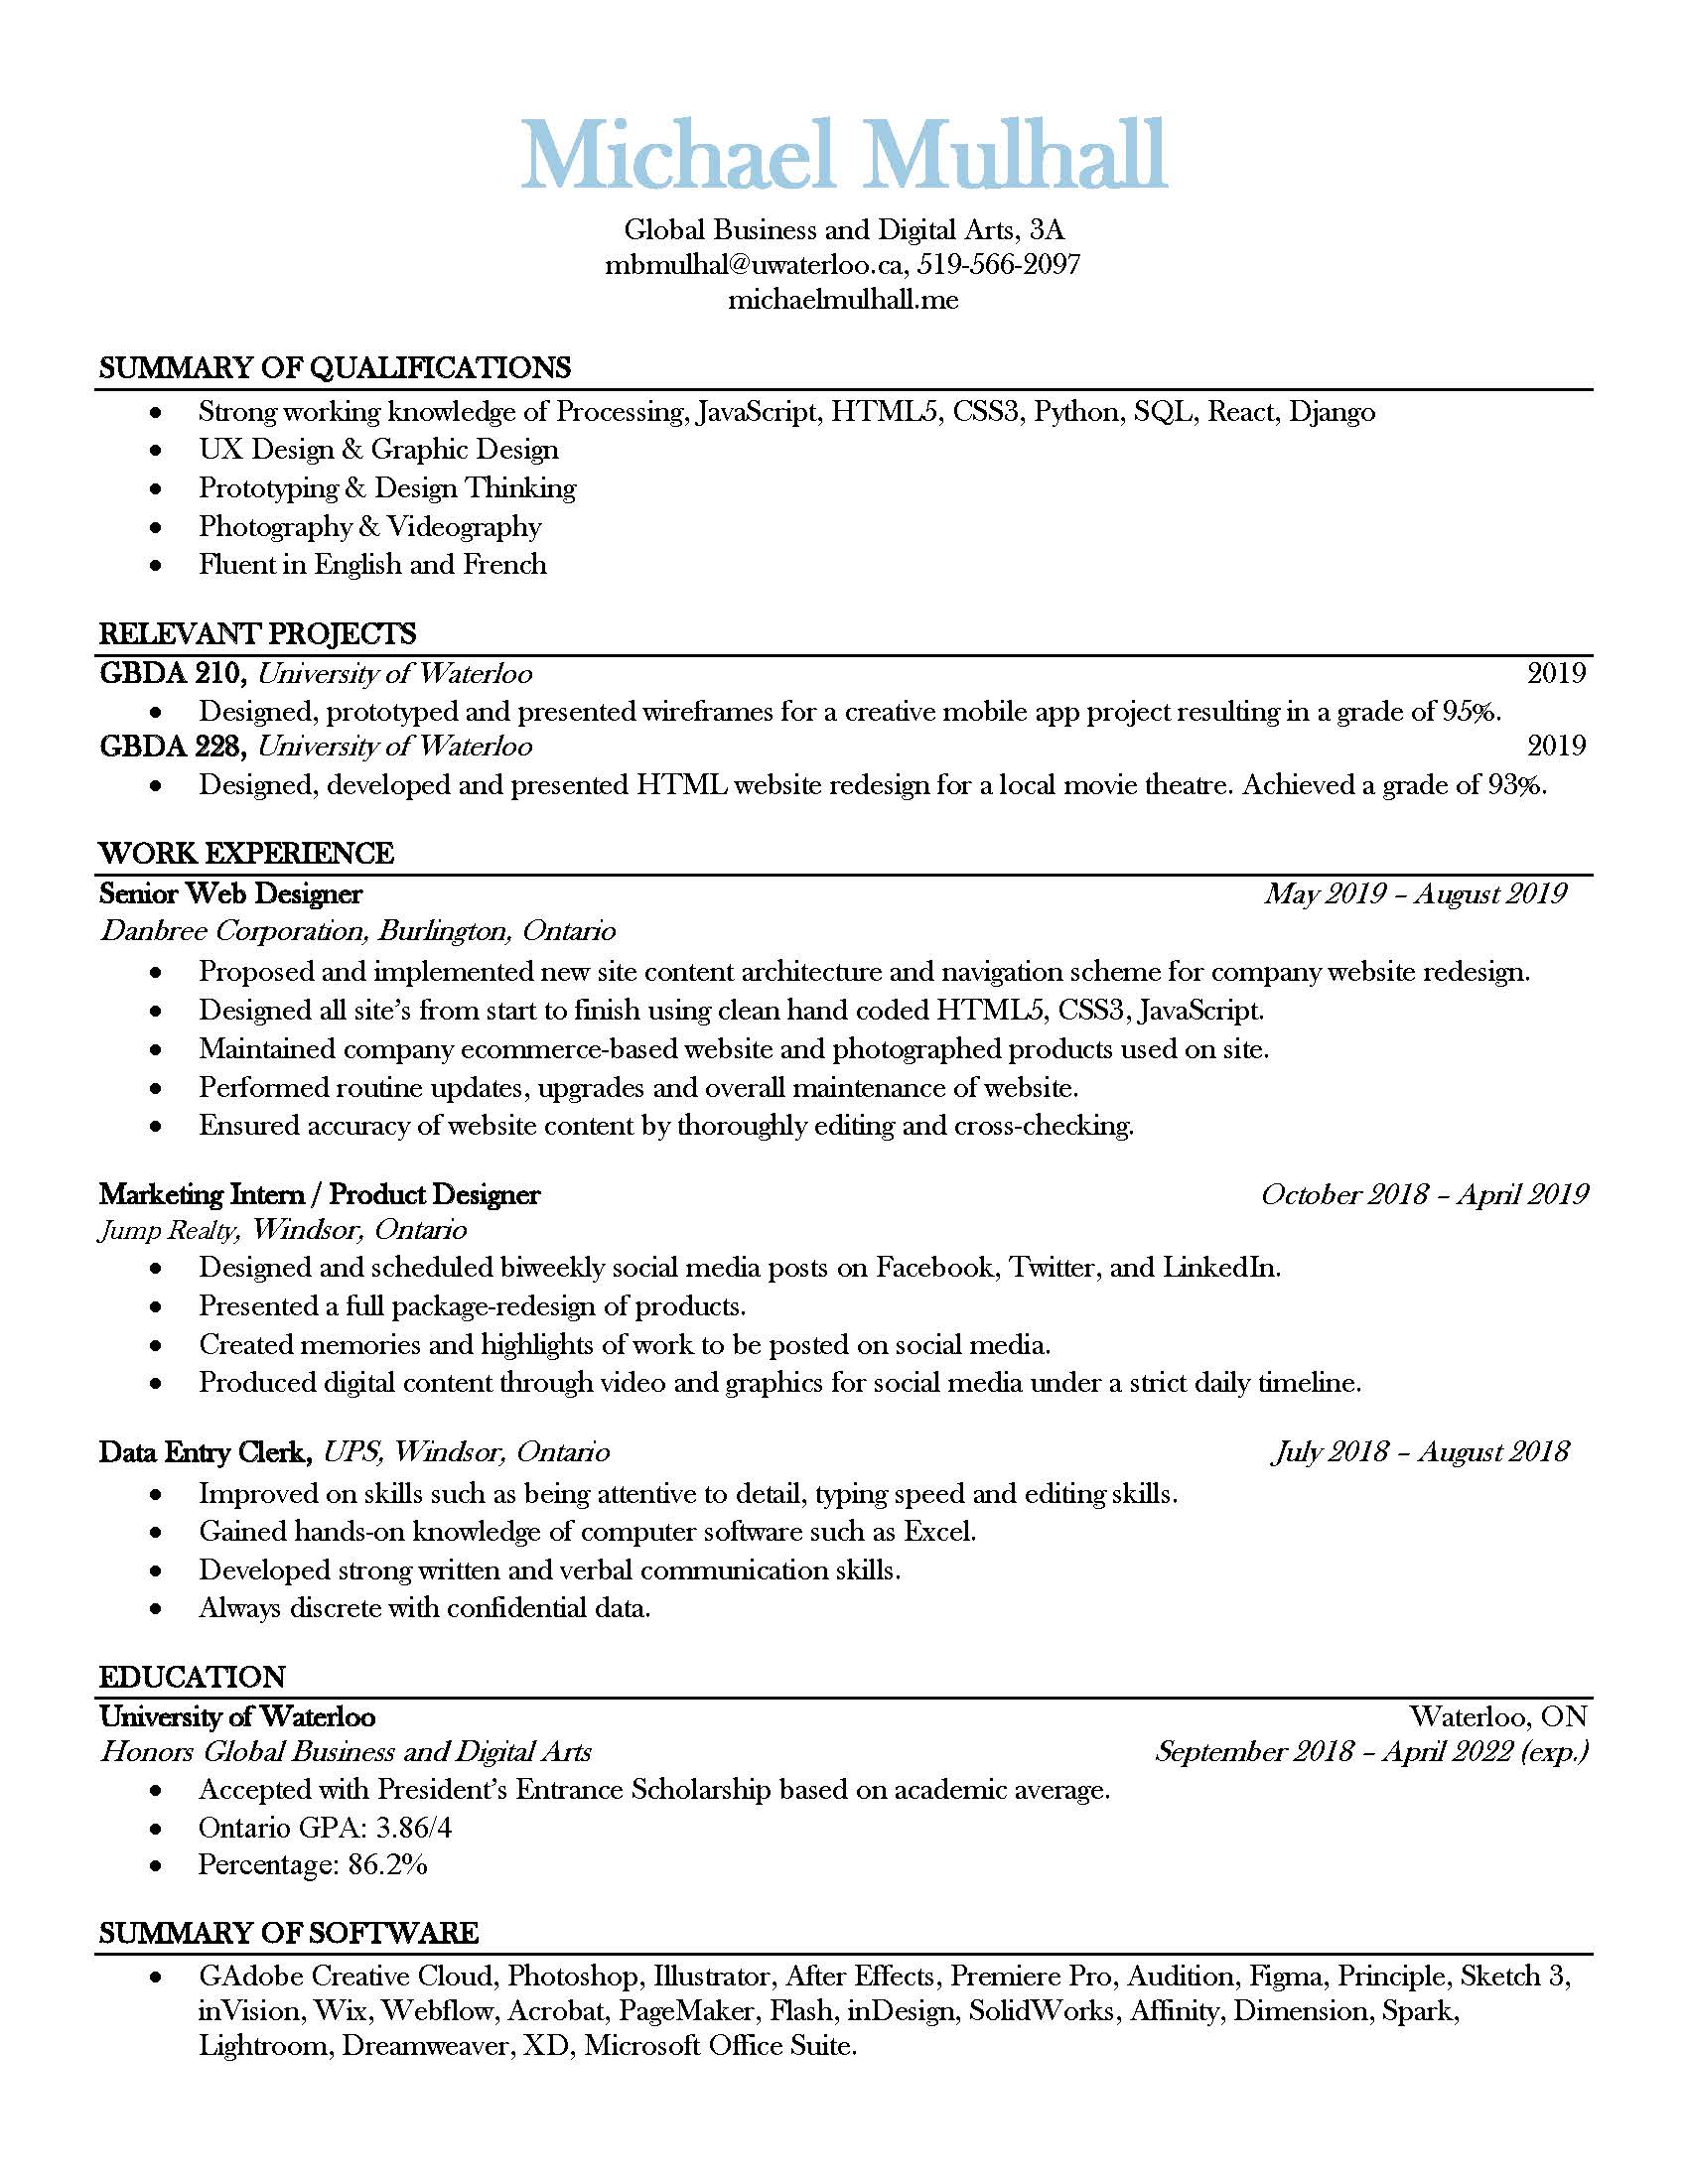 Michael Mulhall
Global Business and Digital Arts, 3A
mbmulhal@uwaterloo.ca, 519-566-2097
michaelmulhall.me
SUMMARY OF QUALIFICATIONS
• Strong working knowledge of Processing, JavaScript, HTML5, CSS3, Python, SQL, React, Django
• UX Design & Graphic Design
• Prototyping & Design Thinking
• Photography & Videography
• Fluent in English and French
RELEVANT PROJECTS
GBDA 210, University of Waterloo 2019
• Designed, prototyped and presented wireframes for a creative mobile app project resulting in a grade of 95%.
GBDA 228, University of Waterloo 2019
• Designed, developed and presented HTML website redesign for a local movie theatre. Achieved a grade of 93%.
WORK EXPERIENCE
Senior Web Designer May 2019 – August 2019
Danbree Corporation, Burlington, Ontario
• Proposed and implemented new site content architecture and navigation scheme for company website redesign.
• Designed all site’s from start to finish using clean hand coded HTML5, CSS3, JavaScript.
• Maintained company ecommerce-based website and photographed products used on site.
• Performed routine updates, upgrades and overall maintenance of website.
• Ensured accuracy of website content by thoroughly editing and cross-checking.
Marketing Intern / Product Designer October 2018 – April 2019
Jump Realty, Windsor, Ontario
• Designed and scheduled biweekly social media posts on Facebook, Twitter, and LinkedIn.
• Presented a full package-redesign of products.
• Created memories and highlights of work to be posted on social media.
• Produced digital content through video and graphics for social media under a strict daily timeline.
Data Entry Clerk, UPS, Windsor, Ontario July 2018 – August 2018
• Improved on skills such as being attentive to detail, typing speed and editing skills.
• Gained hands-on knowledge of computer software such as Excel.
• Developed strong written and verbal communication skills.
• Always discrete with confidential data.
EDUCATION
University of Waterloo Waterloo, ON
Honors Global Business and Digital Arts September 2018 – April 2022 (exp.)
• Accepted with President’s Entrance Scholarship based on academic average.
• Ontario GPA: 3.86/4
• Percentage: 86.2%
SUMMARY OF SOFTWARE
• GAdobe Creative Cloud, Photoshop, Illustrator, After Effects, Premiere Pro, Audition, Figma, Principle, Sketch 3,
inVision, Wix, Webflow, Acrobat, PageMaker, Flash, inDesign, SolidWorks, Affinity, Dimension, Spark,
Lightroom, Dreamweaver, XD, Microsoft Office Suite.